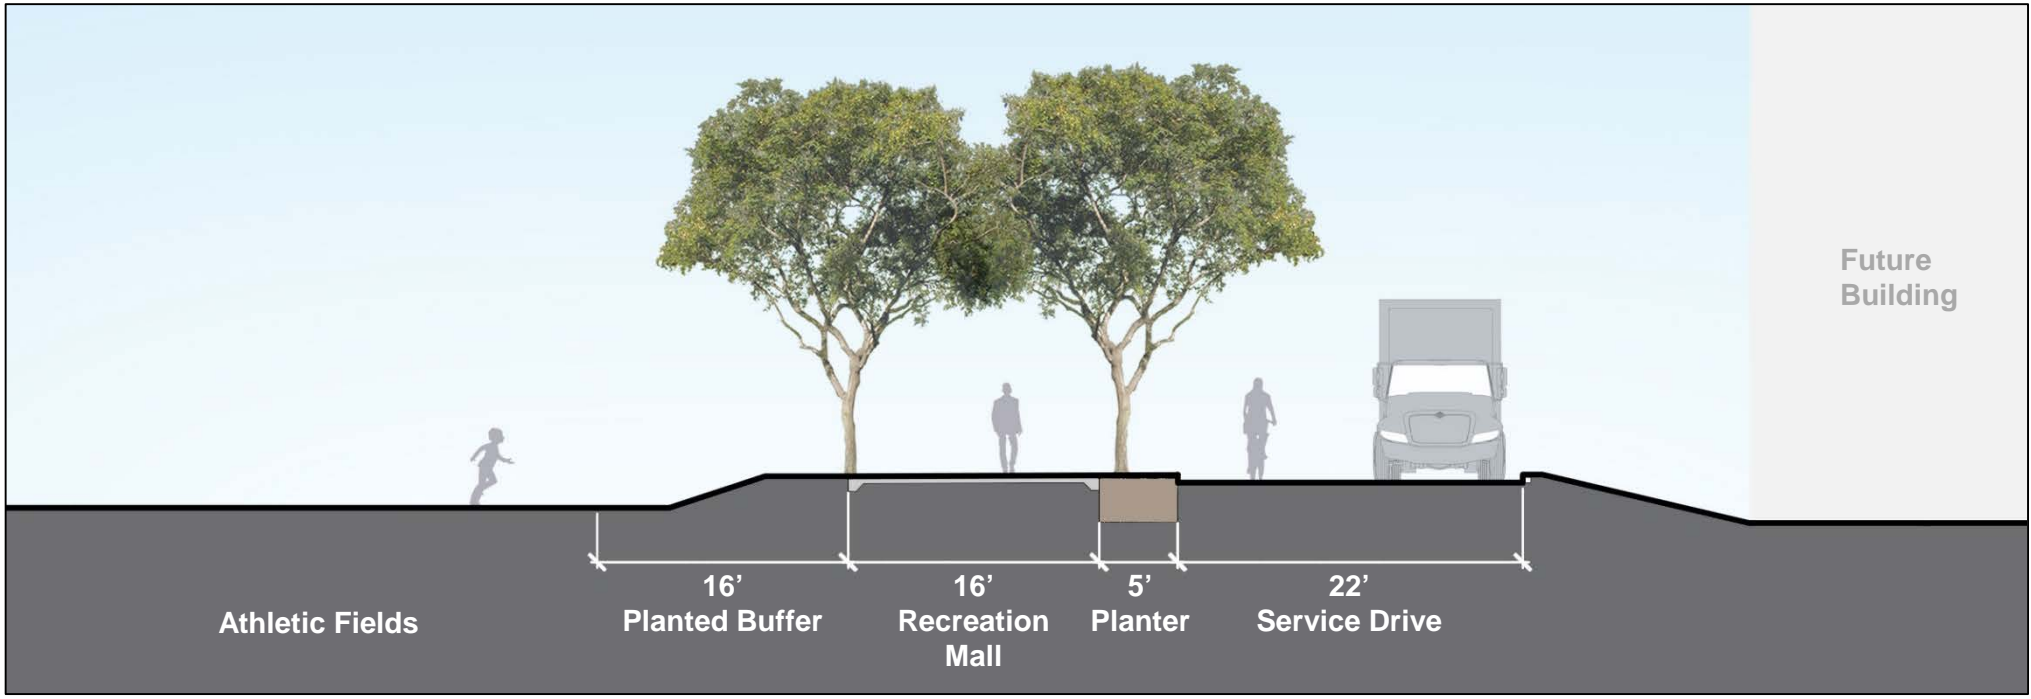 Future
Building
16’
Planted Buffer
16’
Recreation
Mall
5’
Planter
22’
Service Drive
Athletic Fields